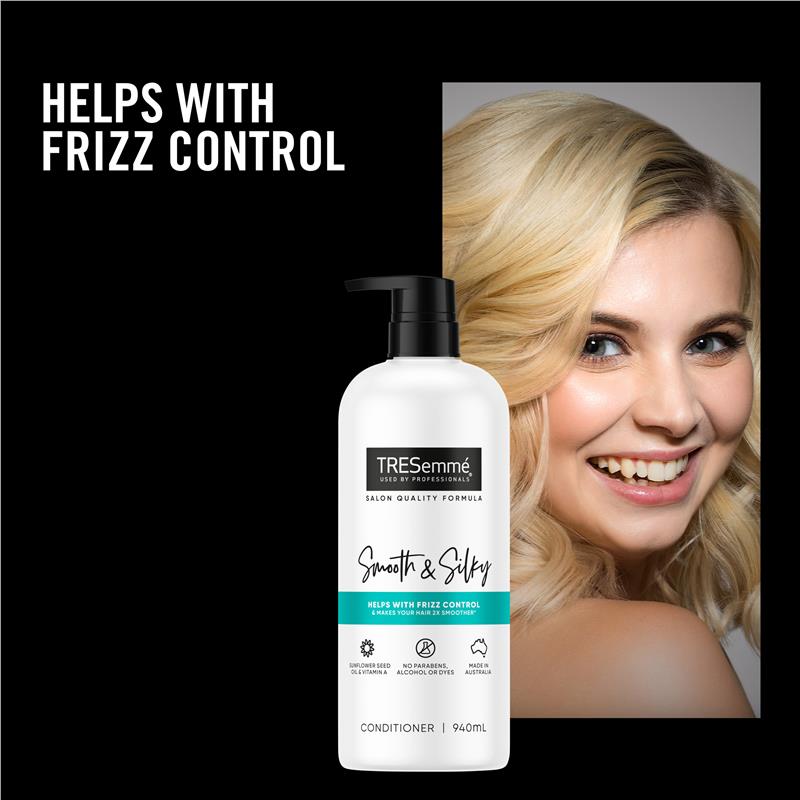 HELPS WITH
FRIZZ CONTROL
TRESemmé®
USED BY PROFESSIONALS
SALON QUALITY FORMULA
Smooth & Silky
HELPS WITH FRIZZ CONTROL
& MAKES YOUR HAIR 2X SMOOTHER*
SUNFLOWER SEED
OIL & VITAMIN A
NO PARABENS,
ALCOHOL OR DYES
MADE IN
AUSTRALIA
CONDITIONER | 940mL